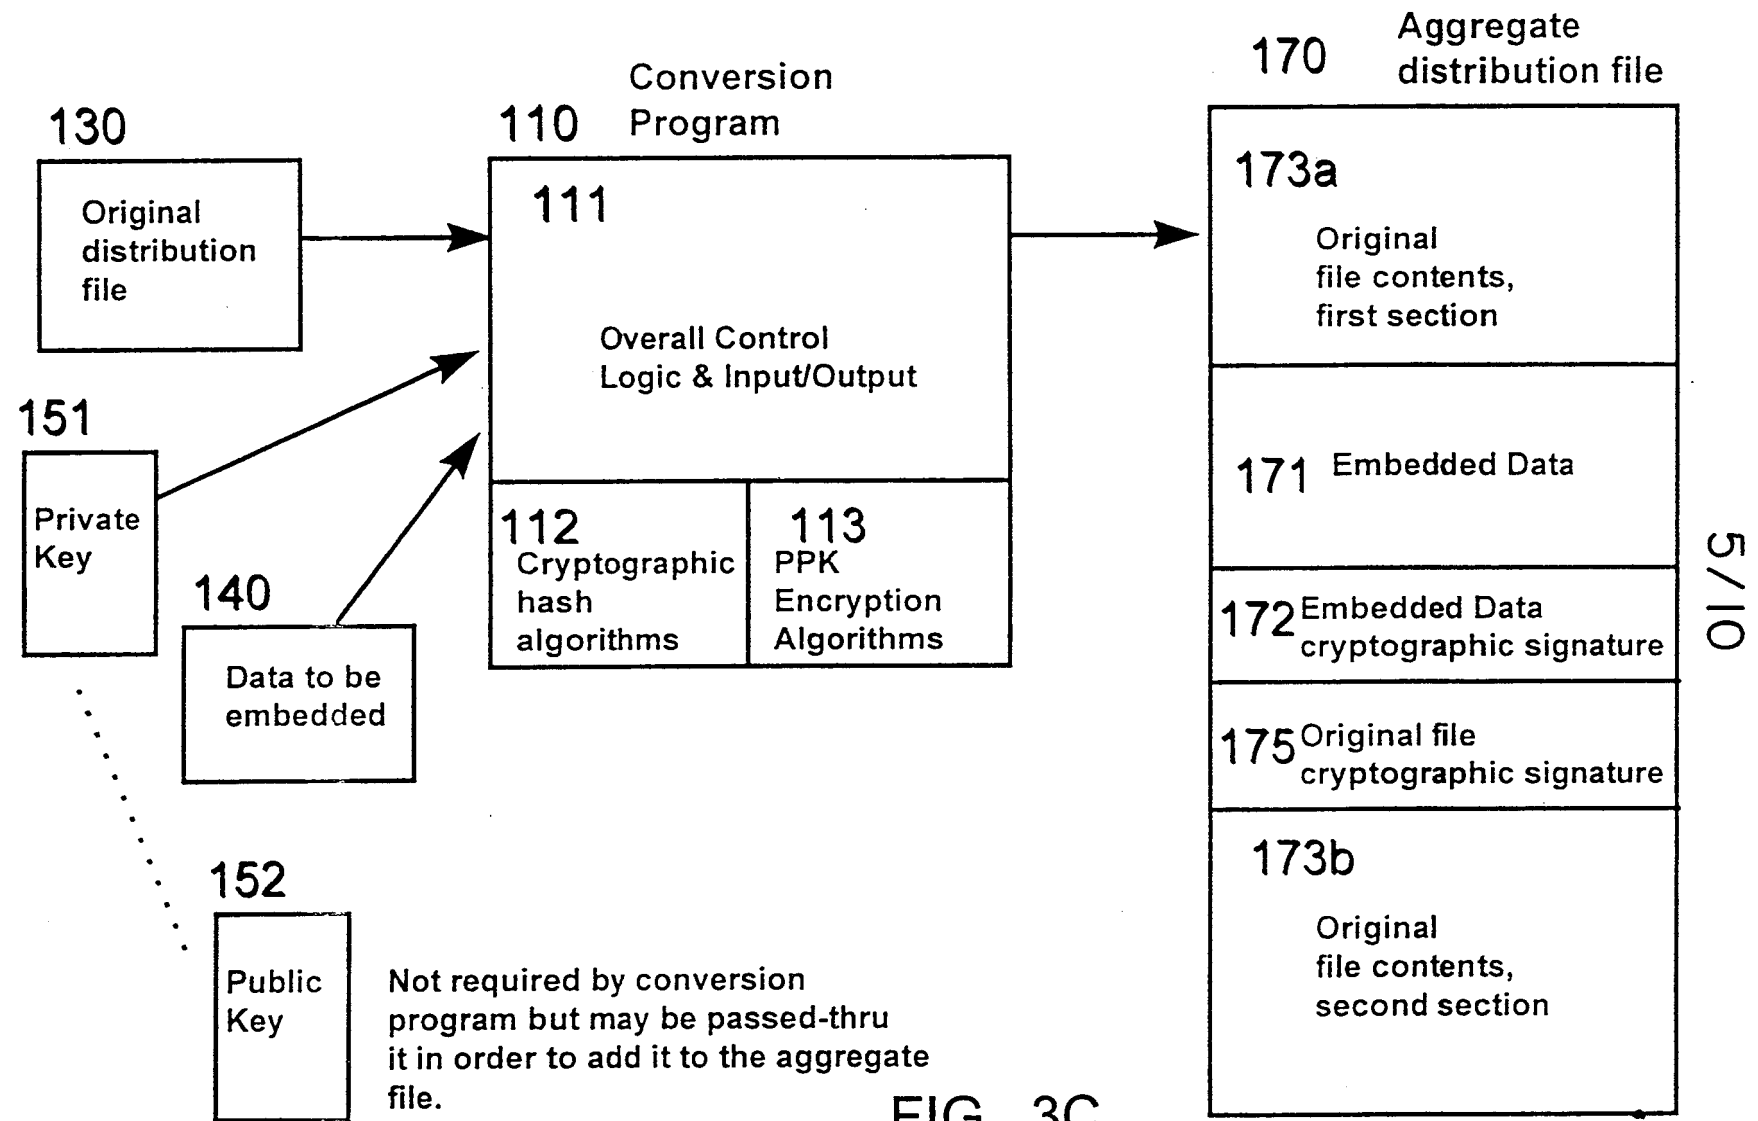 130
Original
distribution
file
151
Private
Key
140
Data to be
embedded
152
Public
Key
Not required by conversion
program but may be passed-thru
it in order to add it to the aggregate
file.
110
Conversion
Program
111
Overall Control
Logic & Input/Output
112
Cryptographic
hash
algorithms
113
PPK
Encryption
Algorithms
170
Aggregate
distribution file
173a
Original
file contents,
first section
171 Embedded Data
172 Embedded Data
cryptographic signature
175 Original file
cryptographic signature
173b
Original
file contents,
second section
5/10
FIG. 3C